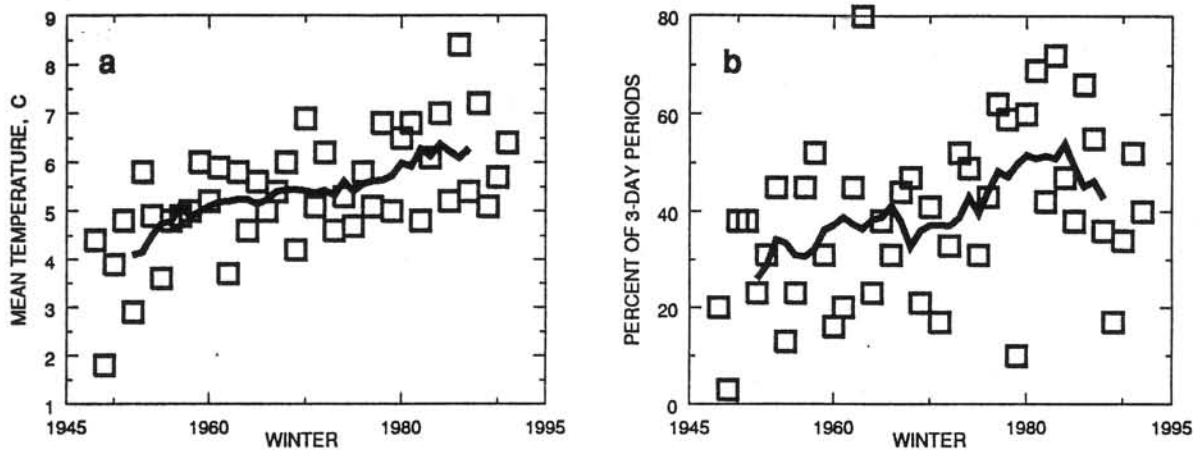 a
MEAN TEMPERATURE, C
9
8
7
6
5
4
3
2
1
1945 1960 1980 1995
WINTER
b
PERCENT OF 3-DAY PERIODS
80
60
40
20
0
1945 1960 1980 1995
WINTER